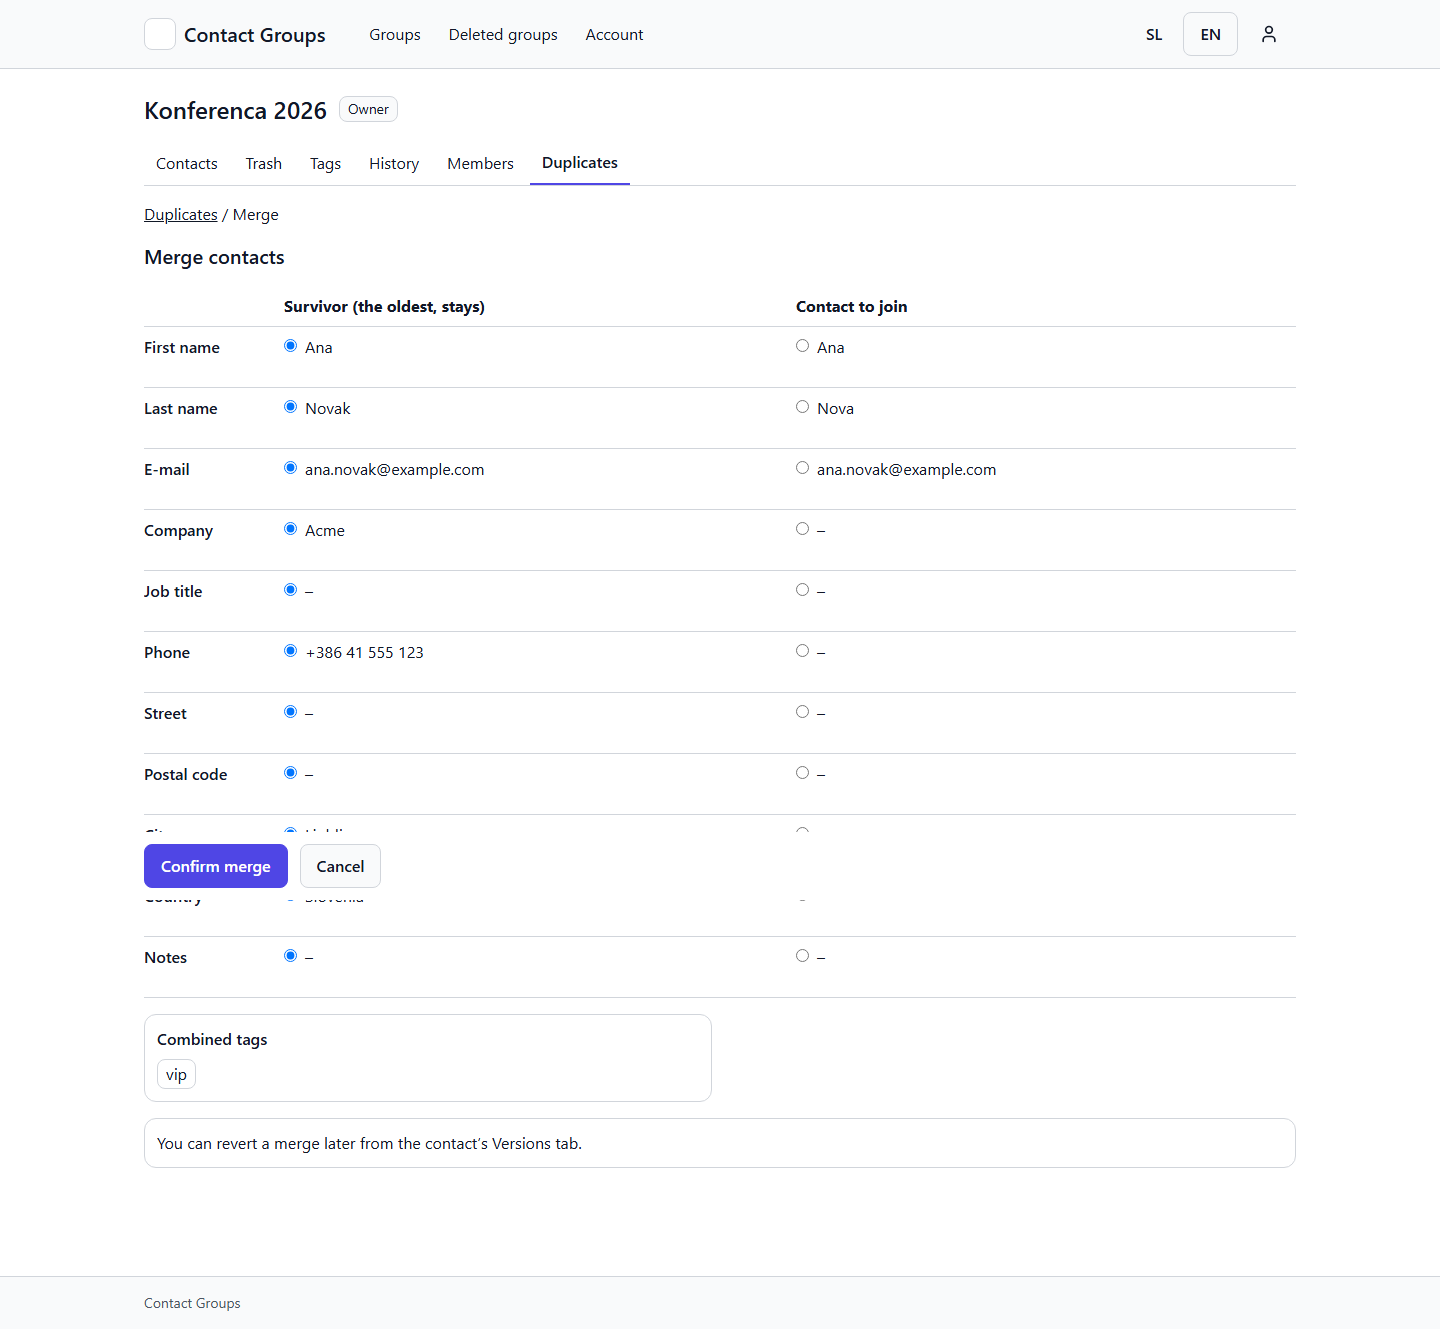 Contact Groups Groups Deleted groups Account SL EN
Konferenca 2026 Owner
Contacts Trash Tags History Members Duplicates
Duplicates / Merge
Merge contacts
Survivor (the oldest, stays) Contact to join
First name Ana Ana
Last name Novak Nova
E-mail ana.novak@example.com ana.novak@example.com
Company Acme –
Job title – –
Phone +386 41 555 123 –
Street – –
Postal code – –
Confirm merge Cancel
Country Slovenia
Notes – –
Combined tags
vip
You can revert a merge later from the contact’s Versions tab.
Contact Groups